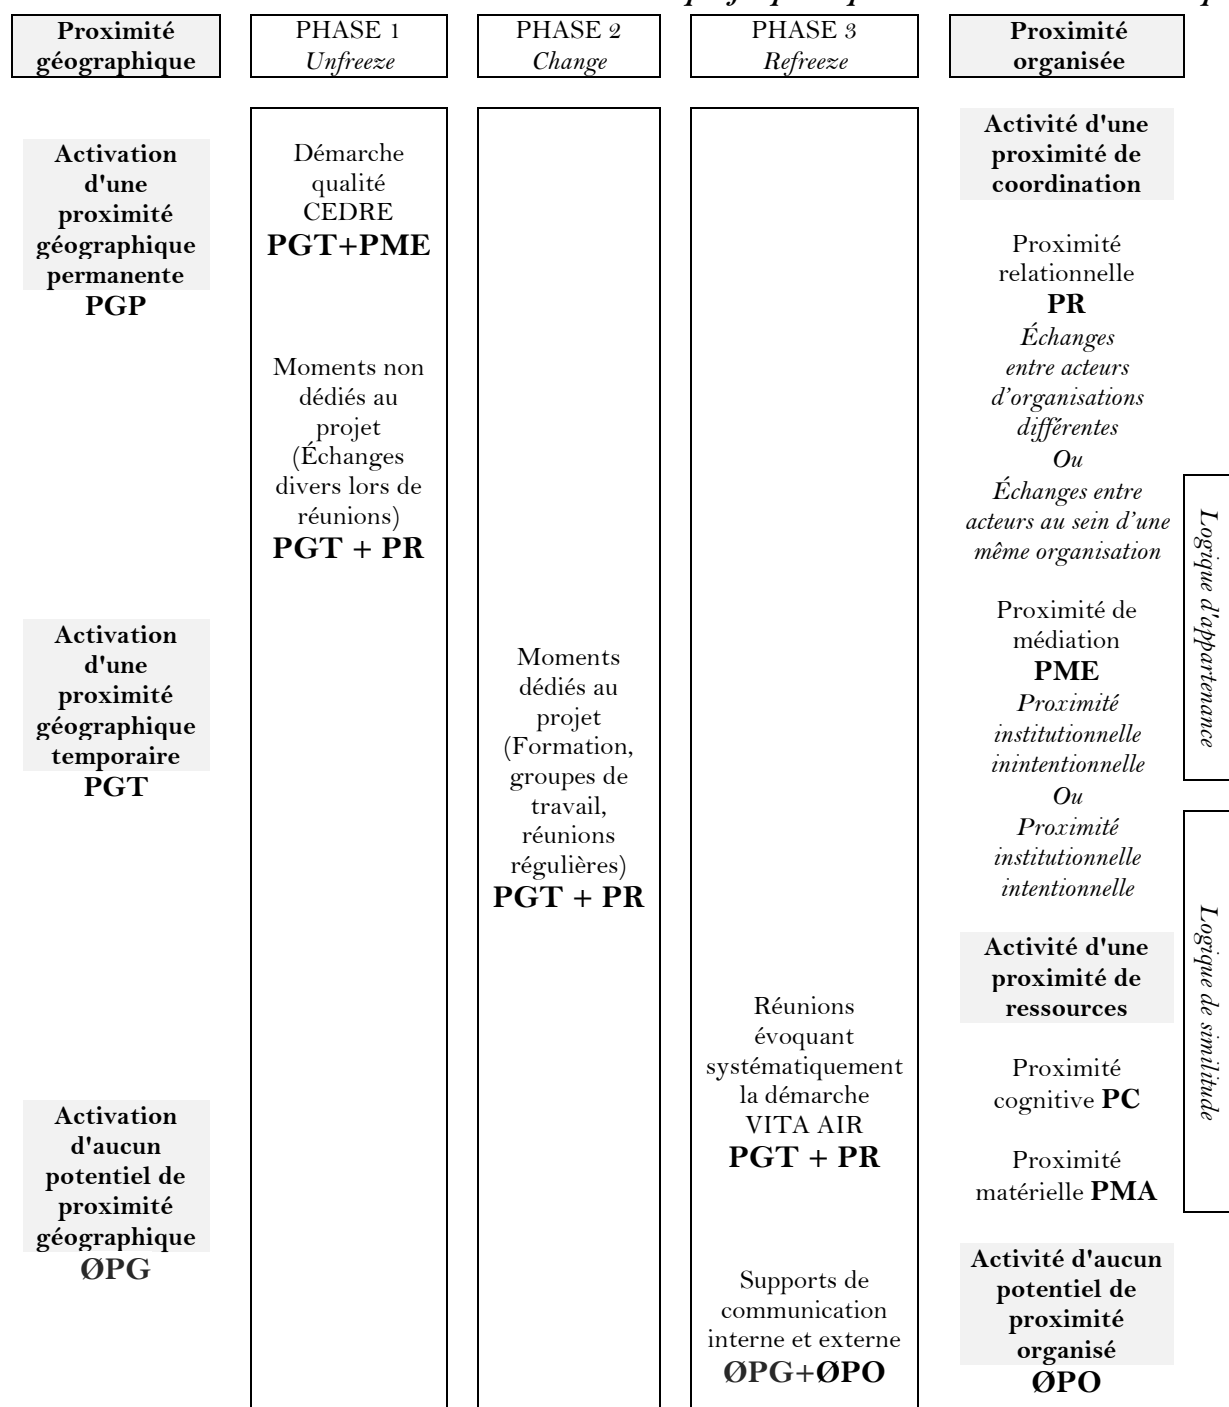 Proximité
géographique
PHASE 1
Unfreeze
PHASE 2
Change
PHASE 3
Refreeze
Proximité
organisée
Activation
d'une
proximité
géographique
permanente
PGP
Activation
d'une
proximité
géographique
temporaire
PGT
Activation
d'aucun
potentiel de
proximité
géographique
ØPG
Démarche
qualité
CEDRE
PGT+PME
Moments non
dédiés au
projet
(Échanges
divers lors de
réunions)
PGT + PR
Moments
dédiés au
projet
(Formation,
groupes de
travail,
réunions
régulières)
PGT + PR
Réunions
évoquant
systématiquement
la démarche
VITA AIR
PGT + PR
Supports de
communication
interne et externe
ØPG+ØPO
Activité d'une
proximité de
coordination
Proximité
relationnelle
PR
Échanges
entre acteurs
d’organisations
différentes
Ou
Échanges entre
acteurs au sein d’une
même organisation
Proximité de
médiation
PME
Proximité
institutionnelle
inintentionnelle
Ou
Proximité
institutionnelle
intentionnelle
Activité d'une
proximité de
ressources
Proximité
cognitive PC
Proximité
matérielle PMA
Activité d'aucun
potentiel de
proximité
organisé
ØPO
Logique d'appartenance
Logique de similitude